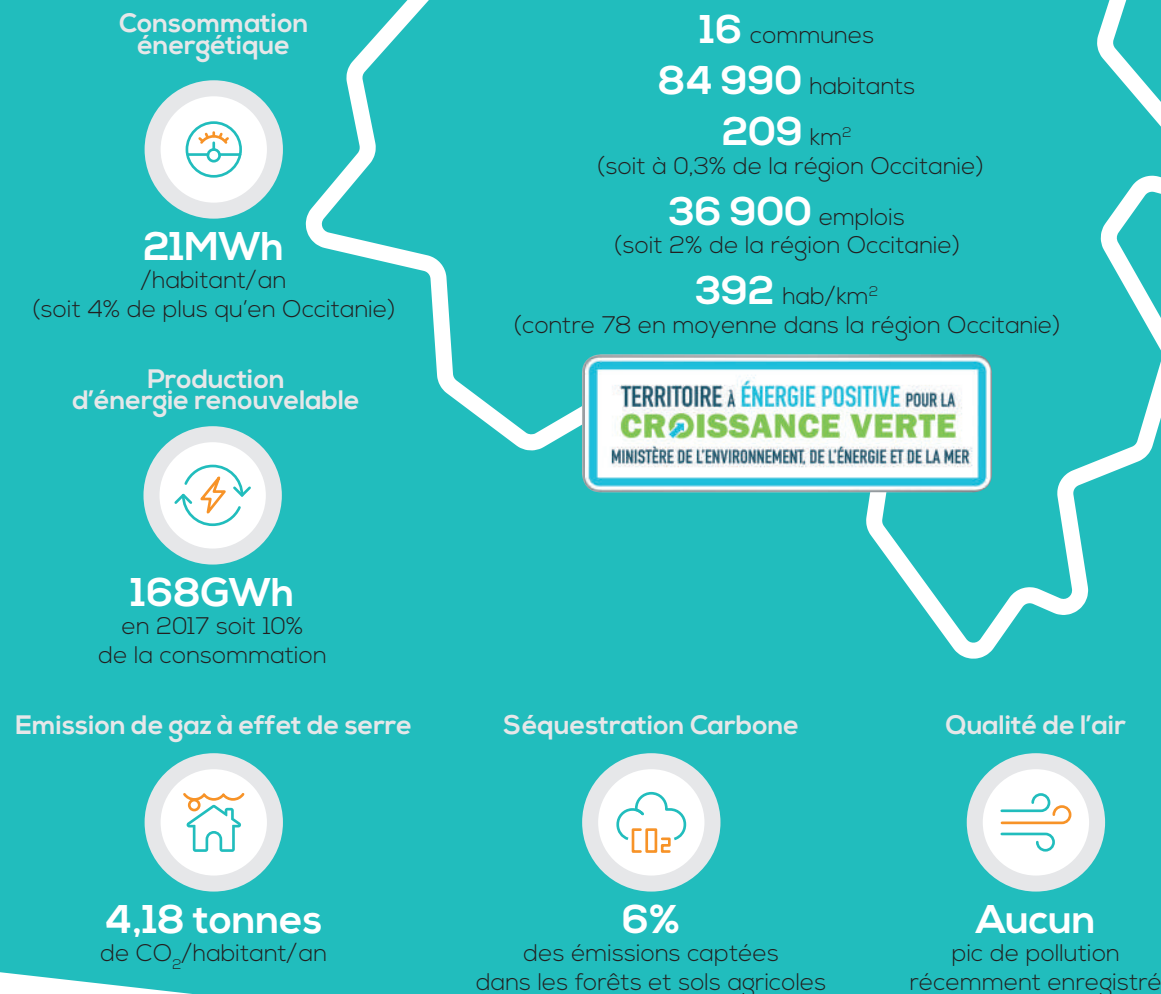 Consommation
énergétique
21MWh
/habitant/an
(soit 4% de plus qu'en Occitanie)
Production
d'énergie renouvelable
168GWh
en 2017 soit 10%
de la consommation
16 communes
84 990 habitants
209 km²
(soit à 0,3% de la région Occitanie)
36 900 emplois
(soit 2% de la région Occitanie)
392 hab/km²
(contre 78 en moyenne dans la région Occitanie)
TERRITOIRE À ÉNERGIE POSITIVE POUR LA
CROISSANCE VERTE
MINISTÈRE DE L'ENVIRONNEMENT, DE L'ÉNERGIE ET DE LA MER
Emission de gaz à effet de serre
4,18 tonnes
de CO₂/habitant/an
Séquestration Carbone
CO₂
6%
des émissions captées
dans les forêts et sols agricoles
Qualité de l'air
Aucun
pic de pollution
récemment enregistré